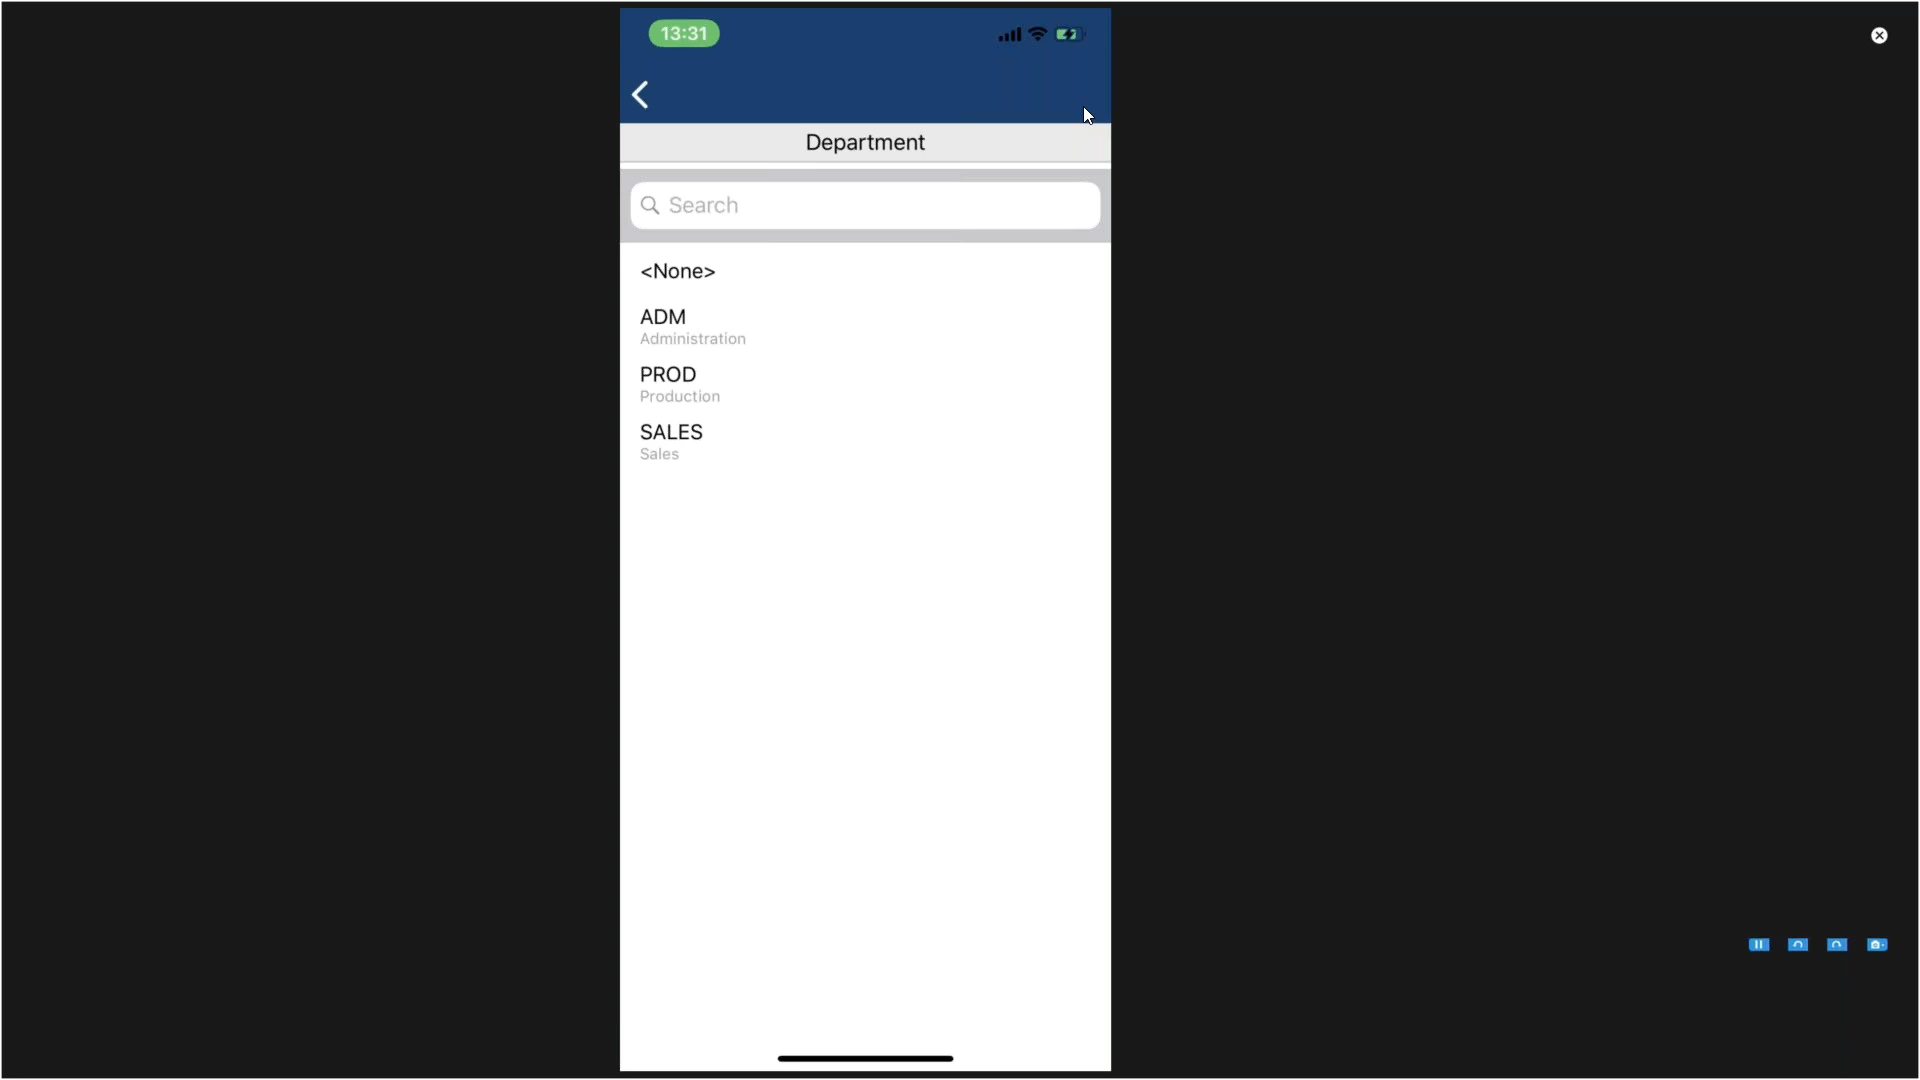 13:31
Department
Search
<None>
ADM
Administration
PROD
Production
SALES
Sales